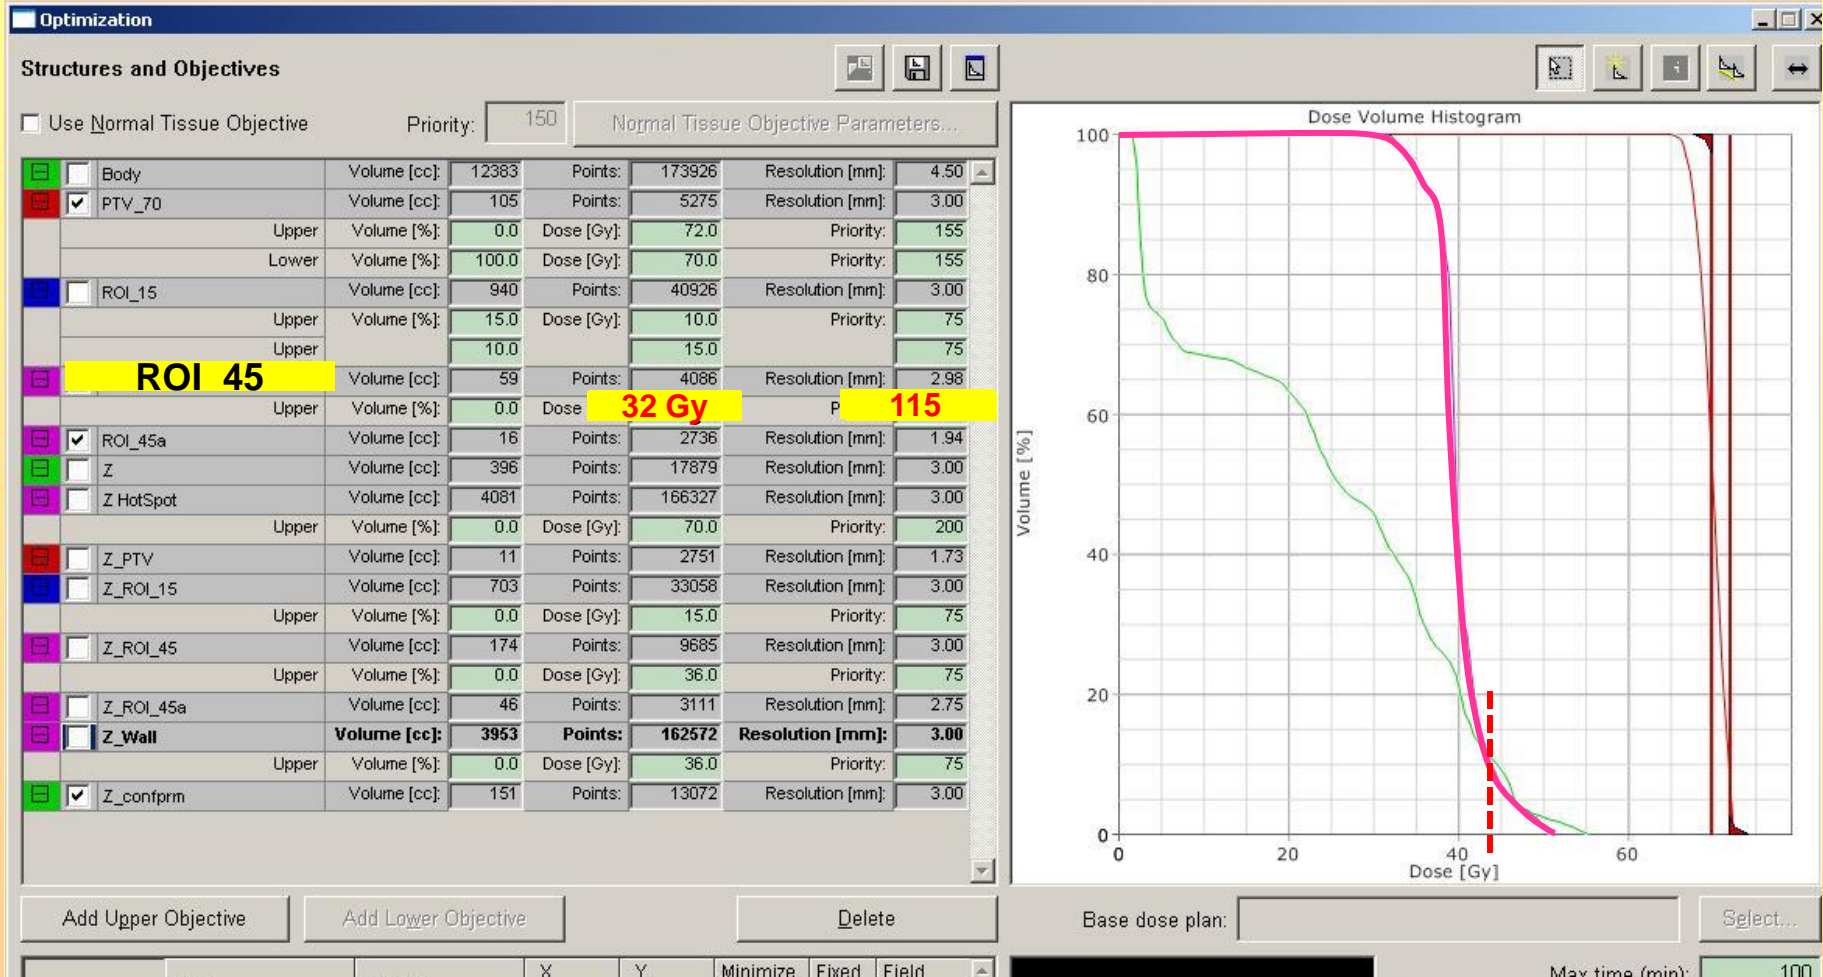 Optimization
Structures and Objectives
Use Normal Tissue Objective Priority: 150 Normal Tissue Objective Parameters...
Body Volume [cc]: 12383 Points: 173926 Resolution [mm]: 4.50
PTV_70 Volume [cc]: 105 Points: 5275 Resolution [mm]: 3.00
Upper Volume [%]: 0.0 Dose [Gy]: 72.0 Priority: 155
Lower Volume [%]: 100.0 Dose [Gy]: 70.0 Priority: 155
ROI_15 Volume [cc]: 940 Points: 40926 Resolution [mm]: 3.00
Upper Volume [%]: 15.0 Dose [Gy]: 10.0 Priority: 75
Upper 10.0 15.0 75
ROI_45 Volume [cc]: 59 Points: 4086 Resolution [mm]: 2.98
Upper Volume [%]: 0.0 Dose 32 Gy P 115
ROI_45a Volume [cc]: 16 Points: 2736 Resolution [mm]: 1.94
Z Volume [cc]: 396 Points: 17879 Resolution [mm]: 3.00
Z HotSpot Volume [cc]: 4081 Points: 166327 Resolution [mm]: 3.00
Upper Volume [%]: 0.0 Dose [Gy]: 70.0 Priority: 200
Z_PTV Volume [cc]: 11 Points: 2751 Resolution [mm]: 1.73
Z_ROI_15 Volume [cc]: 703 Points: 33058 Resolution [mm]: 3.00
Upper Volume [%]: 0.0 Dose [Gy]: 15.0 Priority: 75
Z_ROI_45 Volume [cc]: 174 Points: 9685 Resolution [mm]: 3.00
Upper Volume [%]: 0.0 Dose [Gy]: 36.0 Priority: 75
Z_ROI_45a Volume [cc]: 46 Points: 3111 Resolution [mm]: 2.75
Z_Wall Volume [cc]: 3953 Points: 162572 Resolution [mm]: 3.00
Upper Volume [%]: 0.0 Dose [Gy]: 36.0 Priority: 75
Z_confprm Volume [cc]: 151 Points: 13072 Resolution [mm]: 3.00
Add Upper Objective Add Lower Objective Delete
Dose Volume Histogram
100
80
60
40
20
0
Volume [%]
0 20 40 60
Dose [Gy]
Base dose plan: Select...
X Y Minimize Fixed Field
Max time (min): 100